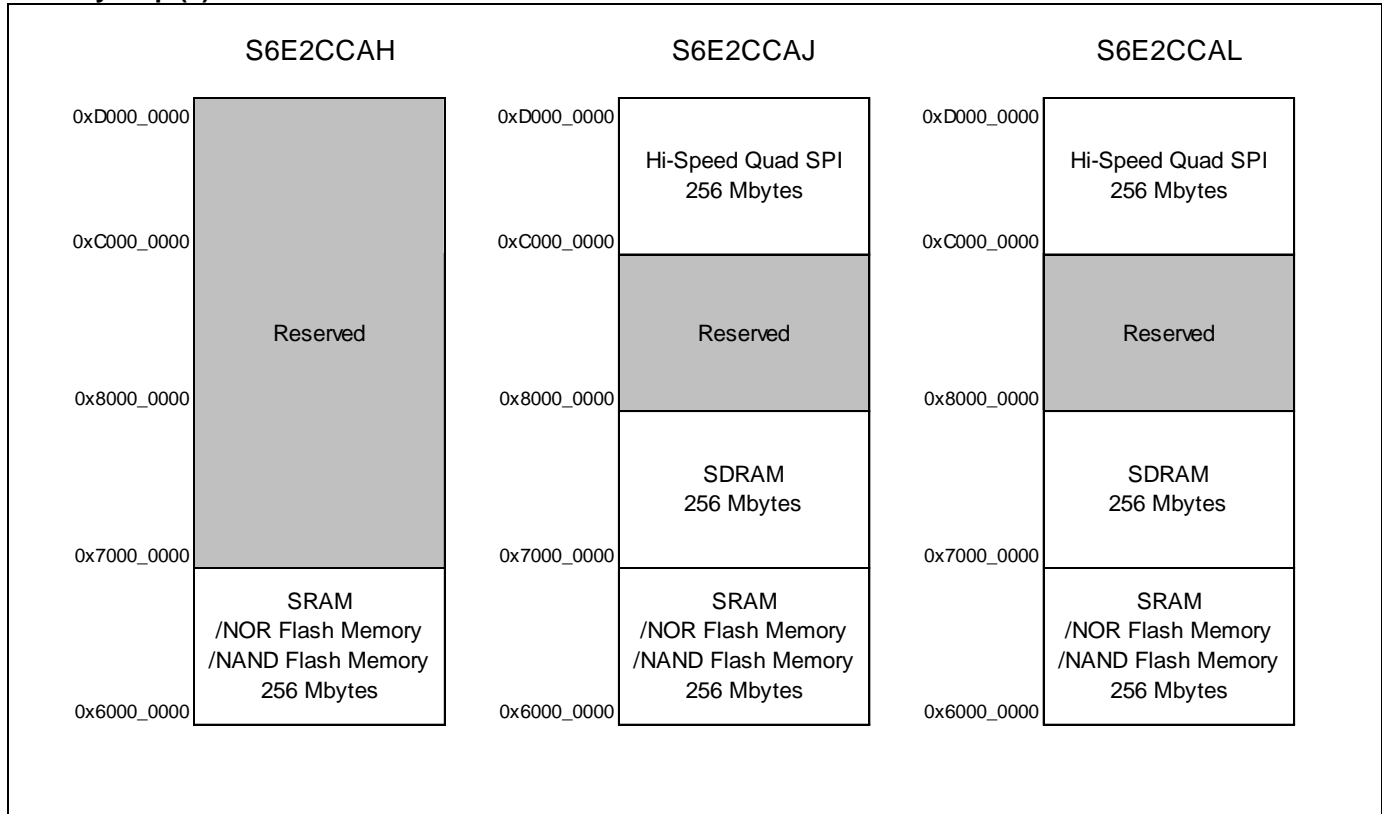 S6E2CCAH
0xD000_0000
0xC000_0000
Reserved
0x8000_0000
0x7000_0000
SRAM
/NOR Flash Memory
/NAND Flash Memory
256 Mbytes
0x6000_0000
S6E2CCAJ
0xD000_0000
Hi-Speed Quad SPI
256 Mbytes
0xC000_0000
Reserved
0x8000_0000
SDRAM
256 Mbytes
0x7000_0000
SRAM
/NOR Flash Memory
/NAND Flash Memory
256 Mbytes
0x6000_0000
S6E2CCAL
0xD000_0000
Hi-Speed Quad SPI
256 Mbytes
0xC000_0000
Reserved
0x8000_0000
SDRAM
256 Mbytes
0x7000_0000
SRAM
/NOR Flash Memory
/NAND Flash Memory
256 Mbytes
0x6000_0000